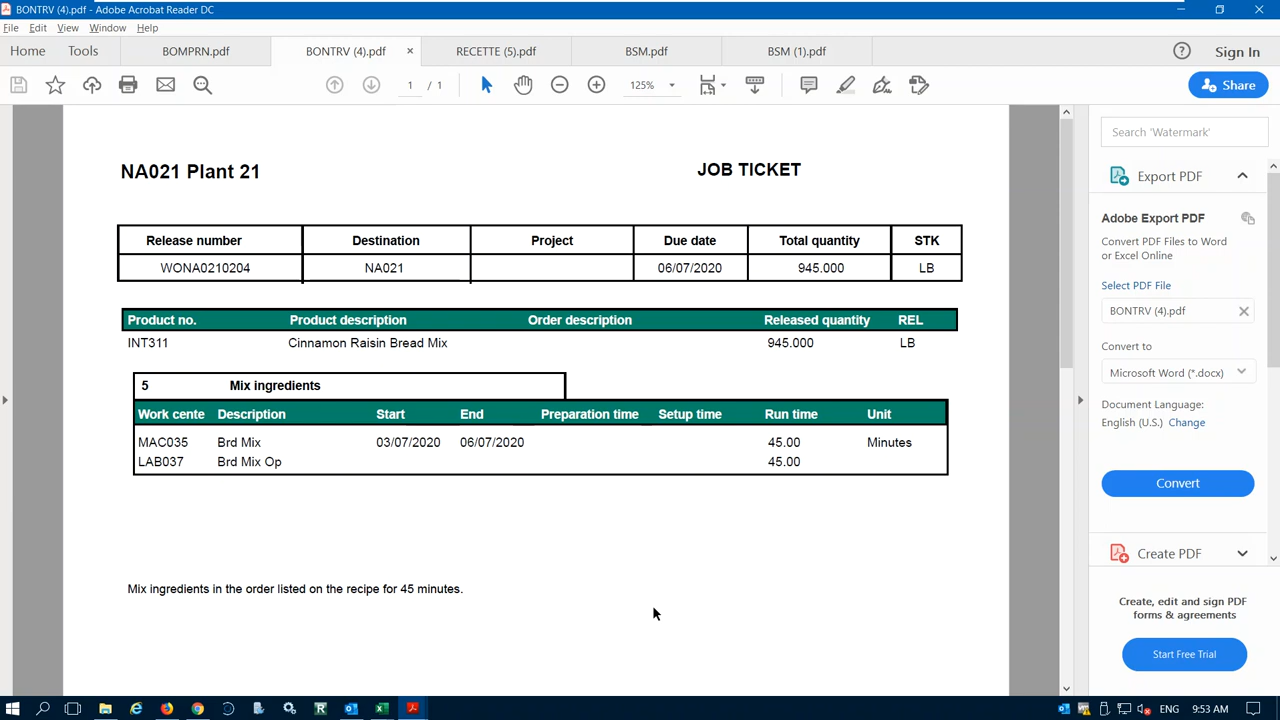 BONTRV (4).pdf - Adobe Acrobat Reader DC
File Edit View Window Help
Home Tools BOMPRN.pdf BONTRV (4).pdf × RECETTE (5).pdf BSM.pdf BSM (1).pdf ? Sign In
1 / 1 125% Share
NA021 Plant 21 JOB TICKET
Release number Destination Project Due date Total quantity STK
WONA0210204 NA021 06/07/2020 945.000 LB
Product no. Product description Order description Released quantity REL
INT311 Cinnamon Raisin Bread Mix 945.000 LB
5 Mix ingredients
Work cente Description Start End Preparation time Setup time Run time Unit
MAC035 Brd Mix 03/07/2020 06/07/2020 45.00 Minutes
LAB037 Brd Mix Op 45.00
Mix ingredients in the order listed on the recipe for 45 minutes.
Search 'Watermark'
Export PDF
Adobe Export PDF
Convert PDF Files to Word
or Excel Online
Select PDF File
BONTRV (4).pdf
Convert to
Microsoft Word (*.docx)
Document Language:
English (U.S.) Change
Convert
Create PDF
Create, edit and sign PDF
forms & agreements
Start Free Trial
ENG 9:53 AM